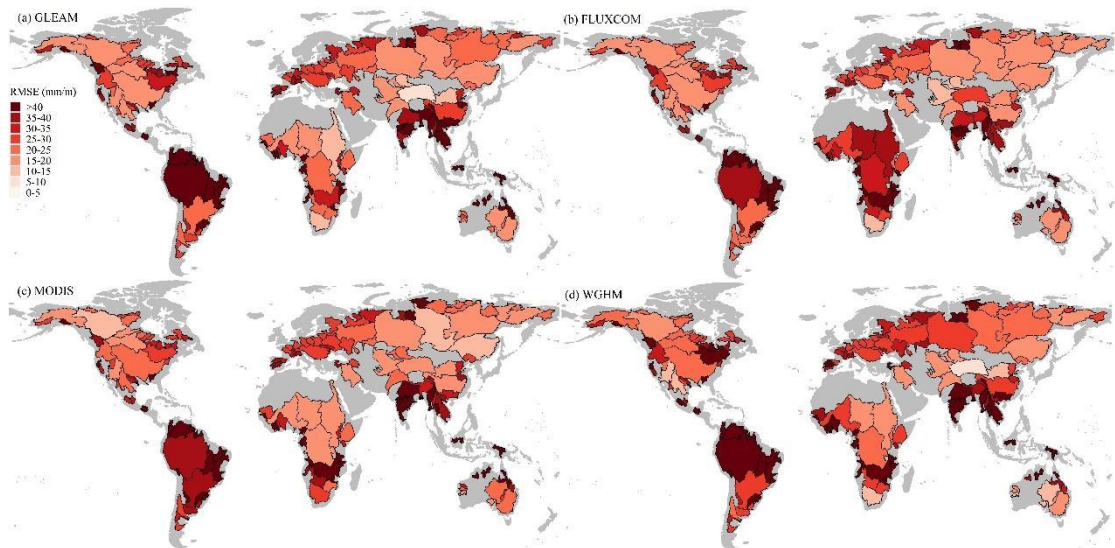 (a) GLEAM
(b) FLUXCOM
RMSE (mm/m)
>40
35-40
30-35
25-30
20-25
15-20
10-15
5-10
0-5
(c) MODIS
(d) WGHM